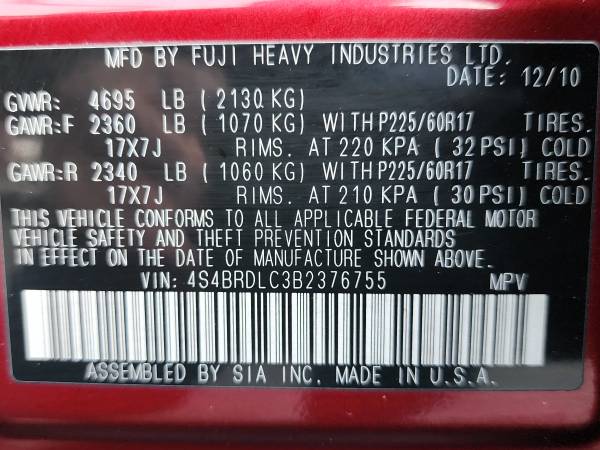 MFD BY FUJI HEAVY INDUSTRIES LTD.
DATE: 12/10
GVWR: 4695 LB ( 2130 KG)
GAWR:F 2360 LB ( 1070 KG) WITH P225/60R17 TIRES.
17X7J RIMS. AT 220 KPA ( 32 PSI) COLD
GAWR:R 2340 LB ( 1060 KG) WITH P225/60R17 TIRES.
17X7J RIMS. AT 210 KPA ( 30 PSI) COLD
THIS VEHICLE CONFORMS TO ALL APPLICABLE FEDERAL MOTOR
VEHICLE SAFETY AND THEFT PREVENTION STANDARDS
IN EFFECT ON THE DATE OF MANUFACTURE SHOWN ABOVE.
VIN: 4S4BRDLC3B2376755 MPV
ASSEMBLED BY SIA INC. MADE IN U.S.A.